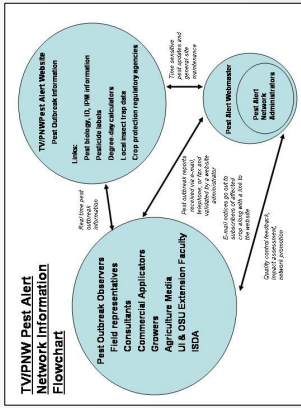 TV/PNW Pest Alert
Network Information
Flowchart
TV/PNWPest Alert Website
Pest Outbreak Information
Links:
Pest biology, ID, IPM information
Pesticide labels
Degree-day calculators
Local insect trap data
Crop protection regulatory agencies
Real time pest
outbreak
information
Time sensitive
pest updates and
general site
maintenance
Pest Outbreak Observers
Field representatives
Consultants
Commercial Applicators
Growers
Agriculture Media
UI & OSU Extension Faculty
ISDA
Pest outbreak reports
received via e-mail,
telephone, or fax and
validated by a website
administrator
E-mail notices go out to
subscribers of affected
crop along with a link to
the website
Quality control feedback,
impact assessment,
network promotion
Pest Alert Webmaster
Pest Alert
Network
Administrators